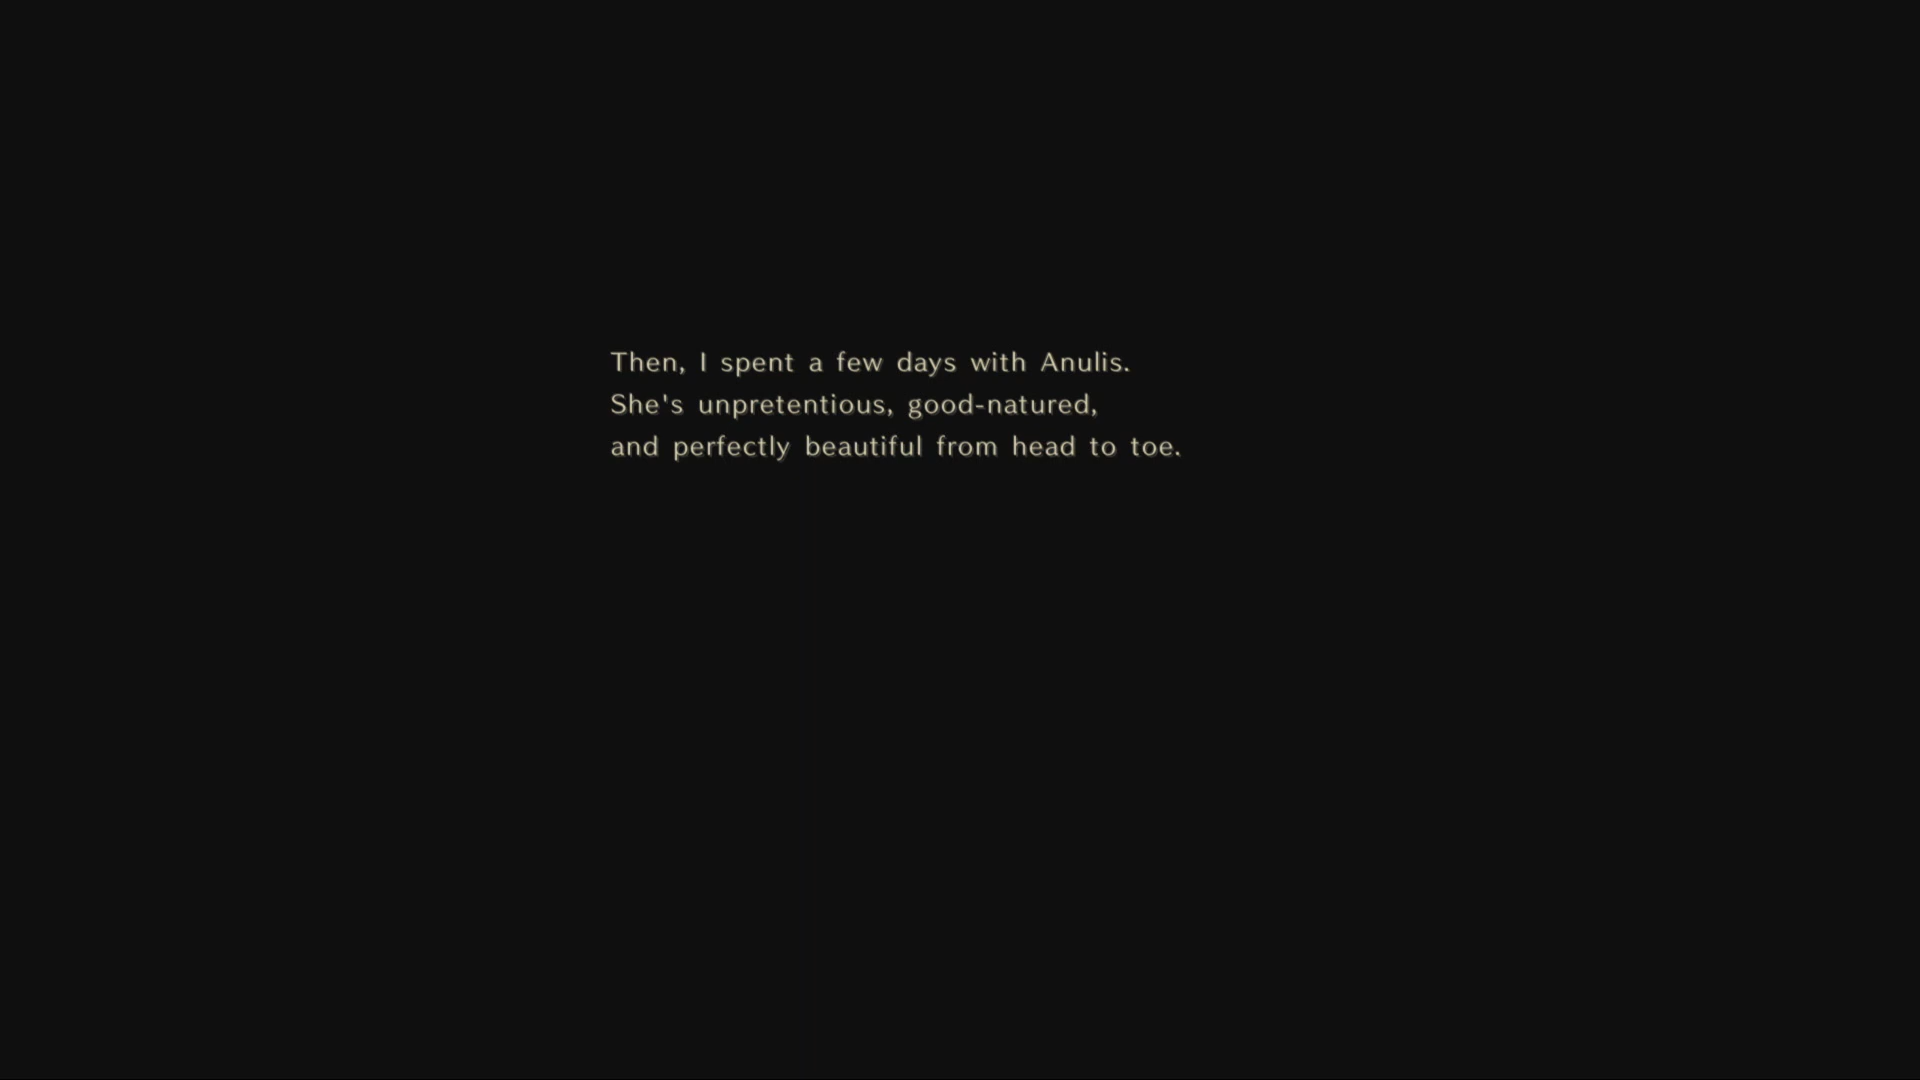 Then, I spent a few days with Anulis.
She's unpretentious, good-natured,
and perfectly beautiful from head to toe.